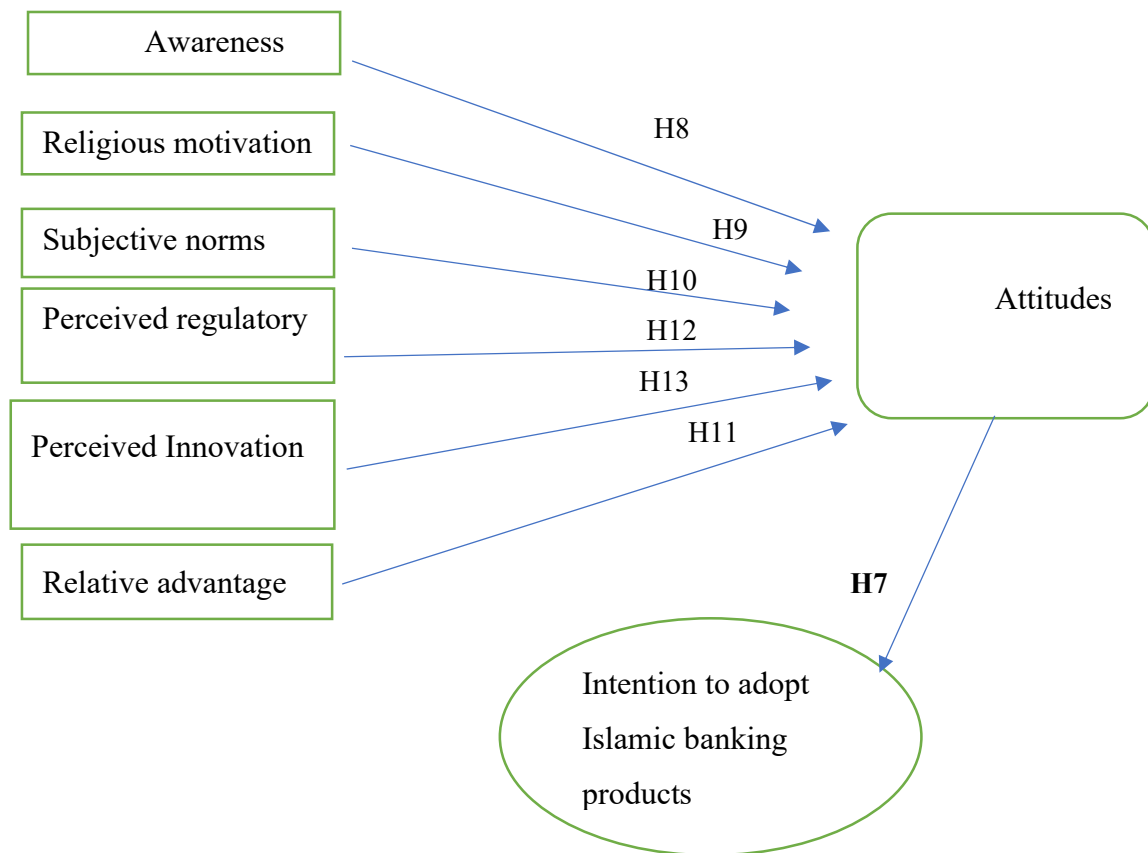 Awareness
H8
Religious motivation
H9
Subjective norms
H10
Perceived regulatory
H12
H13
Perceived Innovation
H11
Relative advantage
Attitudes
H7
Intention to adopt
Islamic banking
products